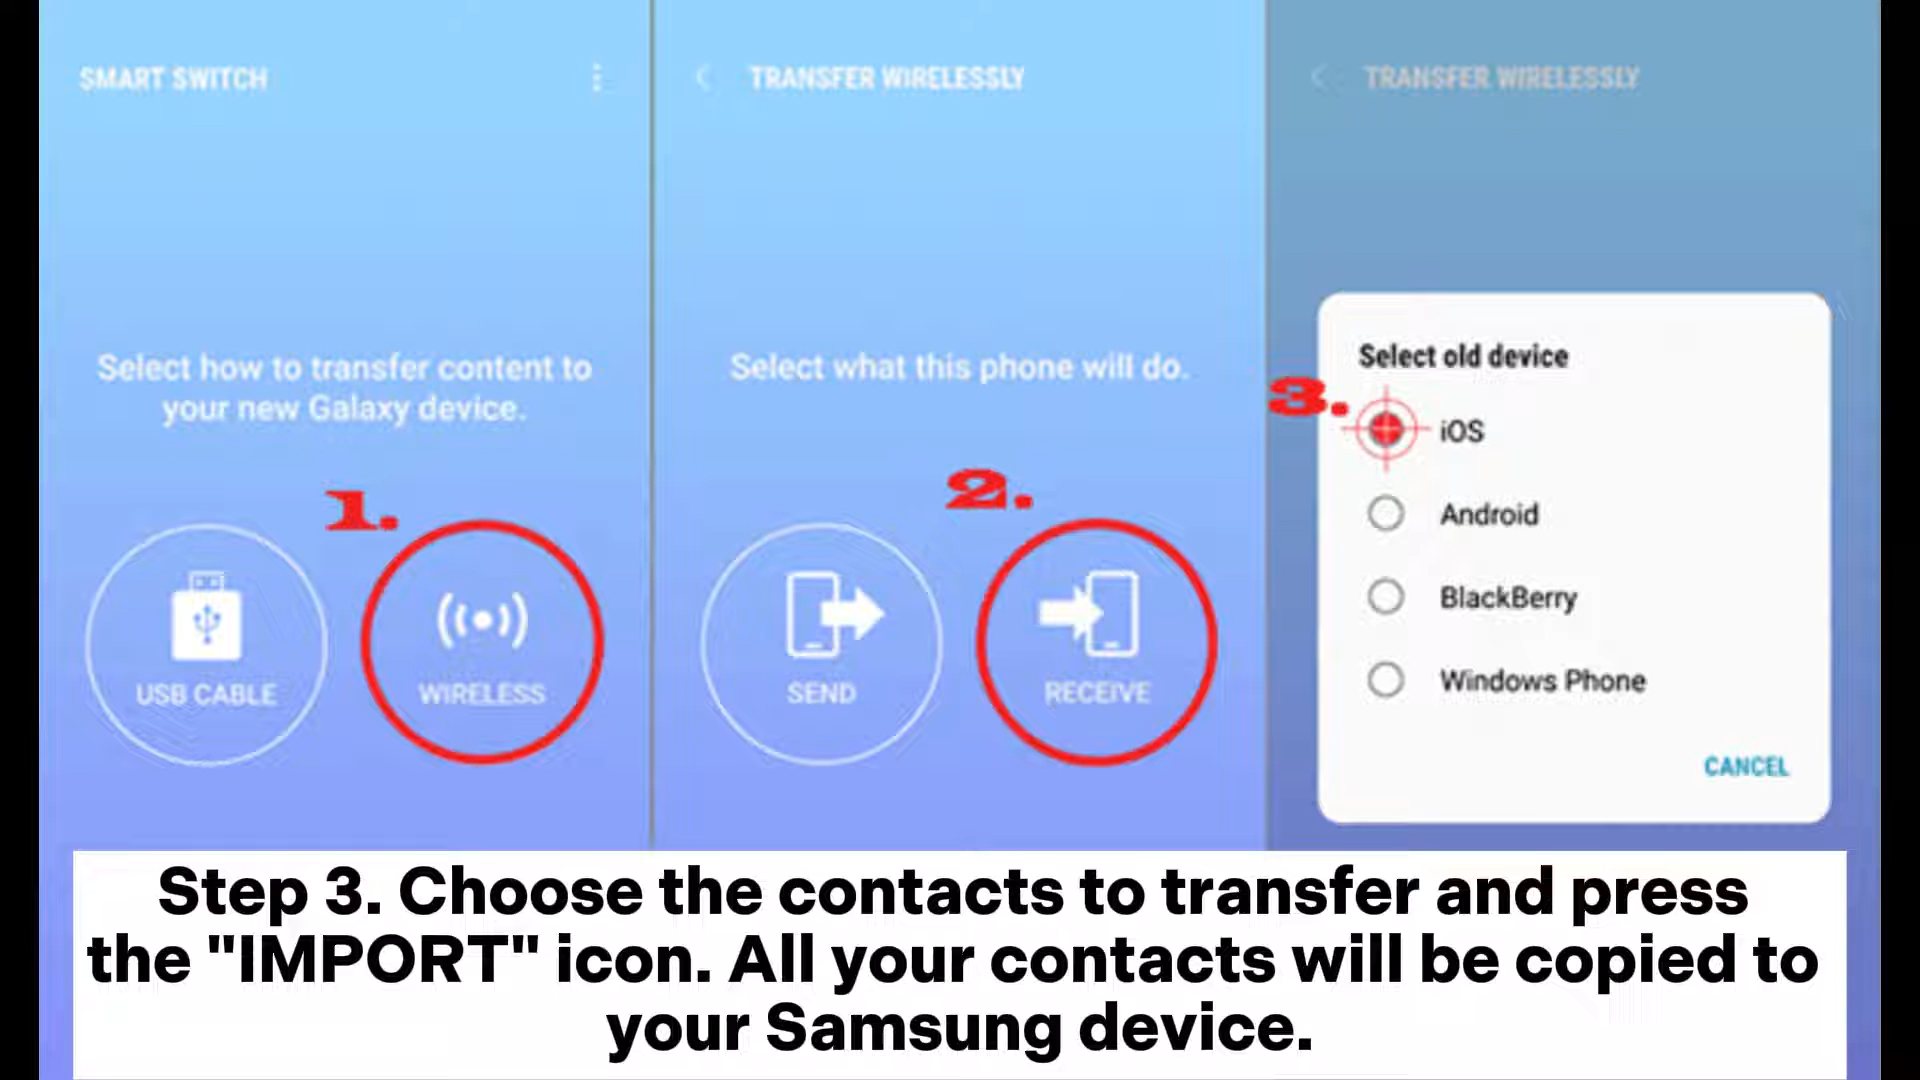 SMART SWITCH
Select how to transfer content to
your new Galaxy device.
1.
USB CABLE
WIRELESS
TRANSFER WIRELESSLY
Select what this phone will do.
2.
SEND
RECEIVE
TRANSFER WIRELESSLY
Select old device
3.
iOS
Android
BlackBerry
Windows Phone
CANCEL
Step 3. Choose the contacts to transfer and press
the "IMPORT" icon. All your contacts will be copied to
your Samsung device.